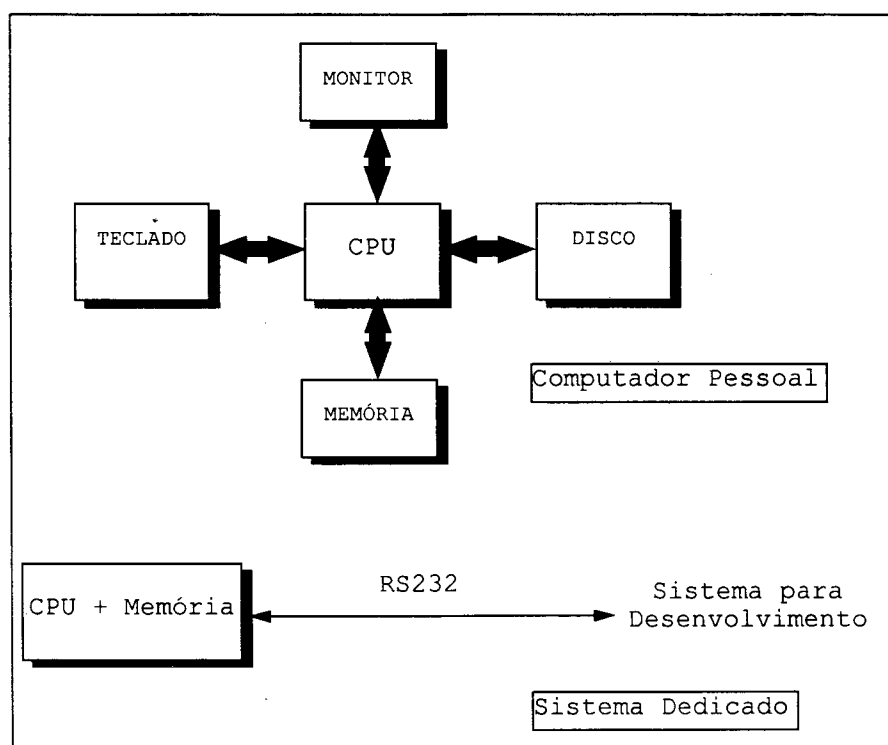 MONITOR
TECLADO
CPU
DISCO
MEMÓRIA
Computador Pessoal
CPU + Memória
RS232
Sistema para
Desenvolvimento
Sistema Dedicado